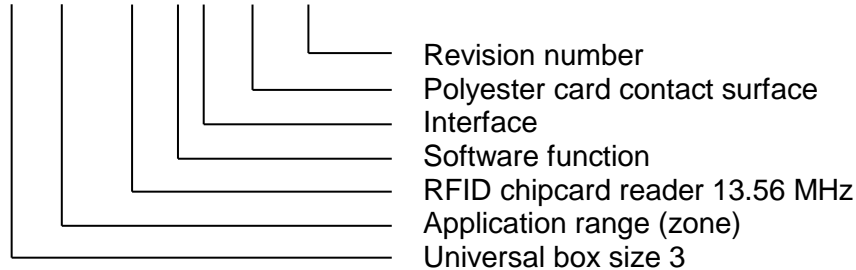 Revision number
Polyester card contact surface
Interface
Software function
RFID chipcard reader 13.56 MHz
Application range (zone)
Universal box size 3